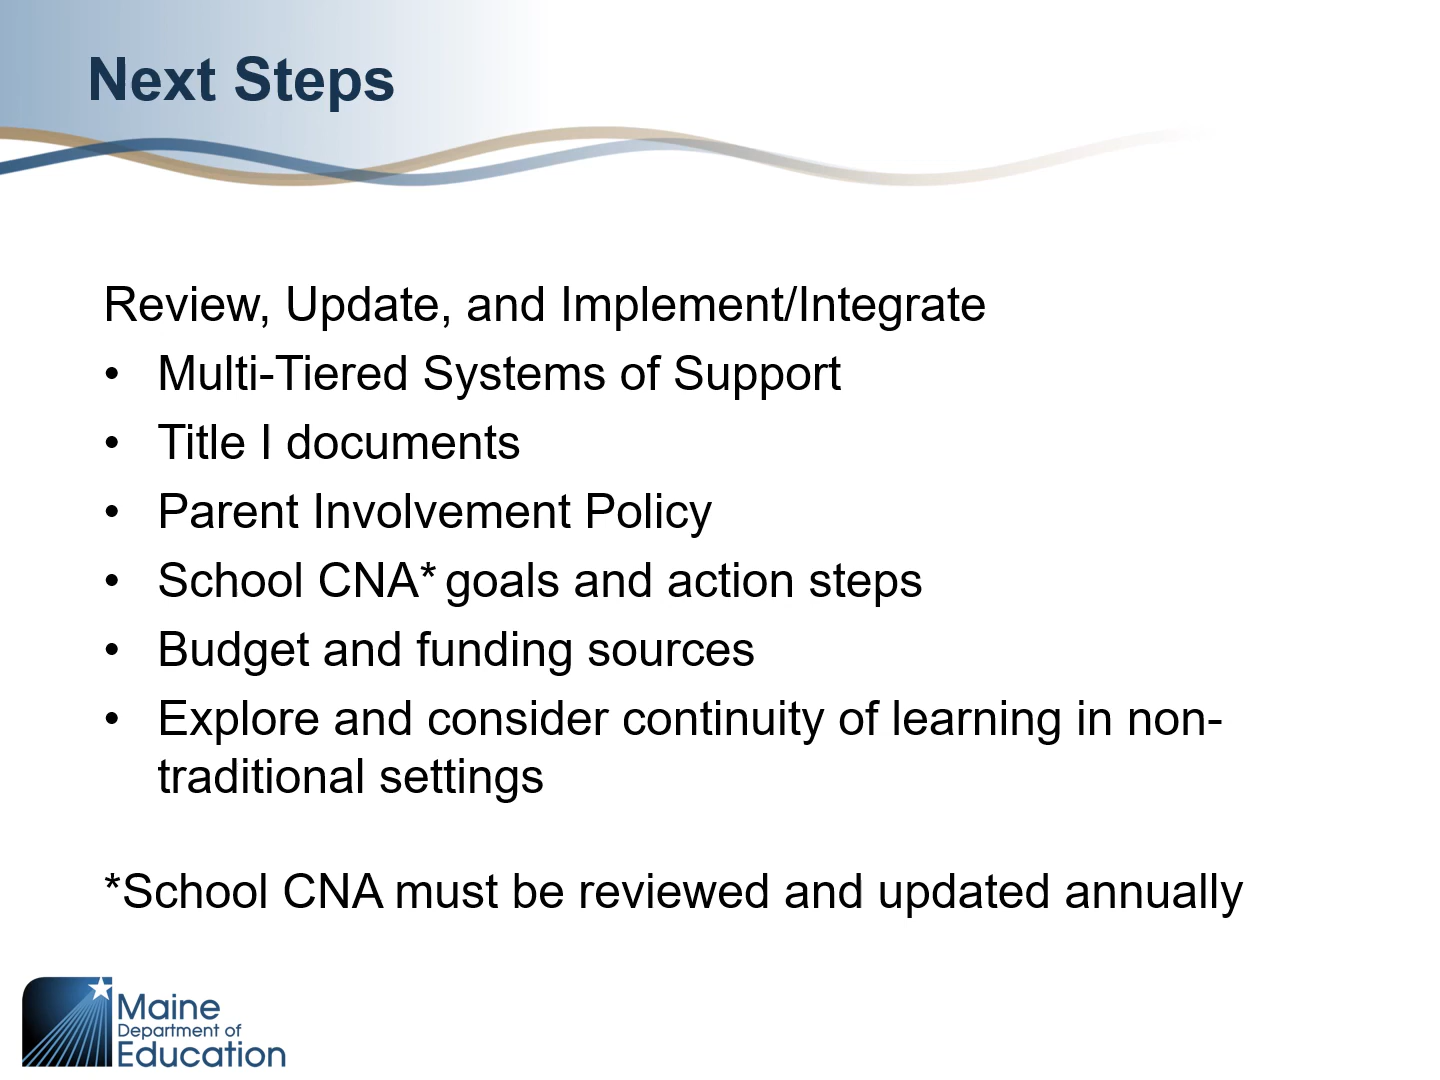 Next Steps
Review, Update, and Implement/Integrate
• Multi-Tiered Systems of Support
• Title I documents
• Parent Involvement Policy
• School CNA* goals and action steps
• Budget and funding sources
• Explore and consider continuity of learning in non-
traditional settings
*School CNA must be reviewed and updated annually
Maine
Department of
Education